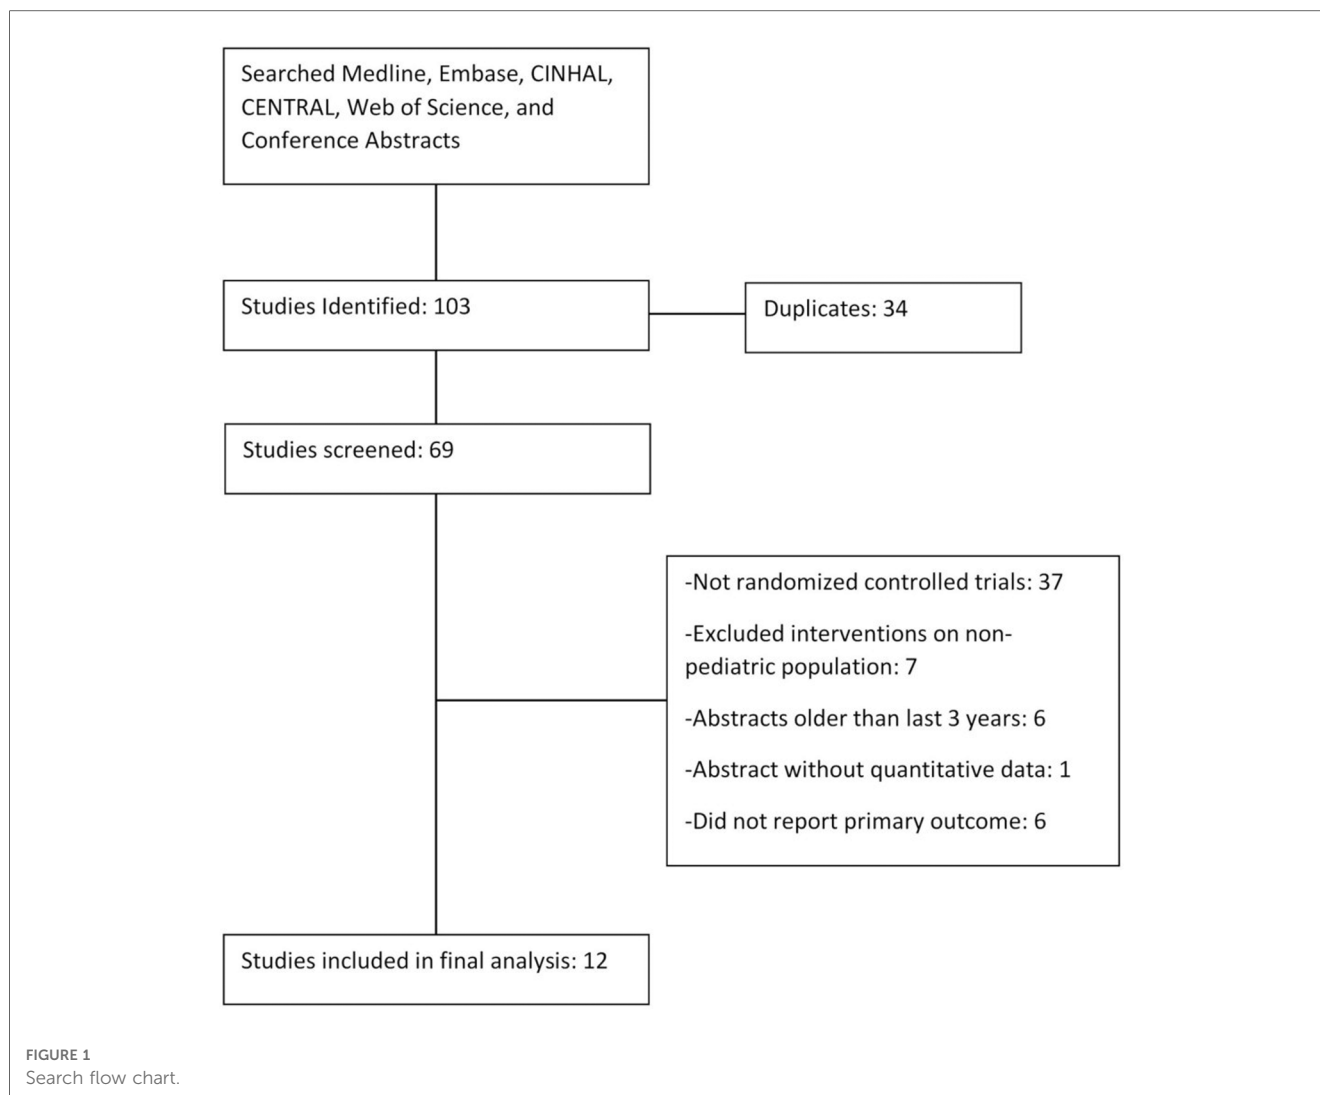 Searched Medline, Embase, CINHAL,
CENTRAL, Web of Science, and
Conference Abstracts
Studies Identified: 103
Duplicates: 34
Studies screened: 69
-Not randomized controlled trials: 37
-Excluded interventions on non-
pediatric population: 7
-Abstracts older than last 3 years: 6
-Abstract without quantitative data: 1
-Did not report primary outcome: 6
Studies included in final analysis: 12
FIGURE 1
Search flow chart.